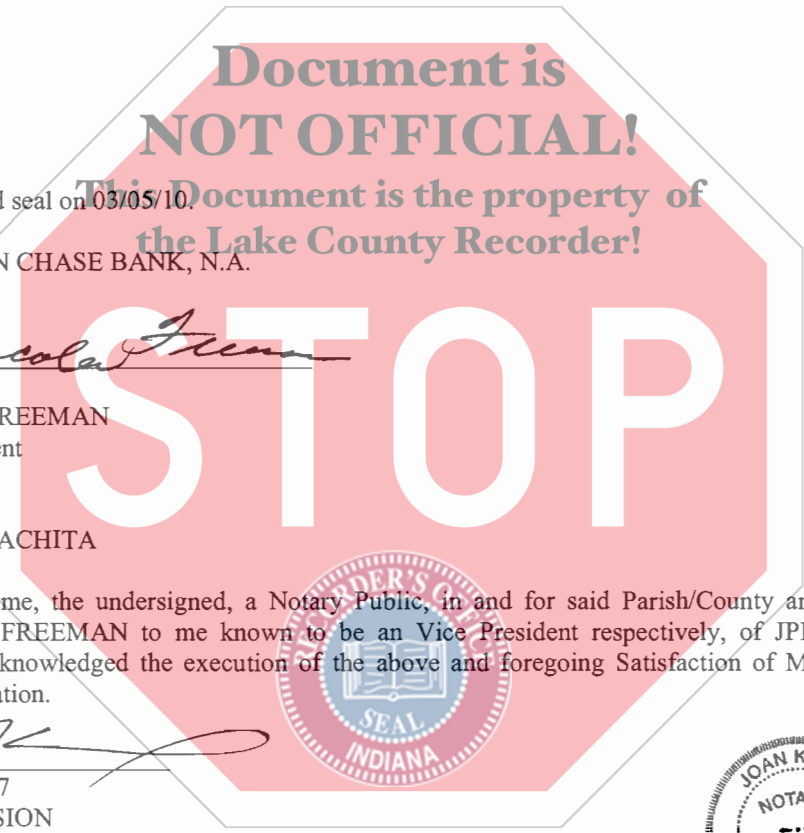 Document is
NOT OFFICIAL!
This Document is the property of
the Lake County Recorder!
d seal on 03/05/10.
N CHASE BANK, N.A.
STOP
REEMAN
ent
ACHITA
me, the undersigned, a Notary Public, in and for said Parish/County an
FREEMAN to me known to be an Vice President respectively, of JP
knowledged the execution of the above and foregoing Satisfaction of M
ation.
RECORDER'S OFFICE
SEAL
INDIANA
7
SION
JOAN K
NOTA